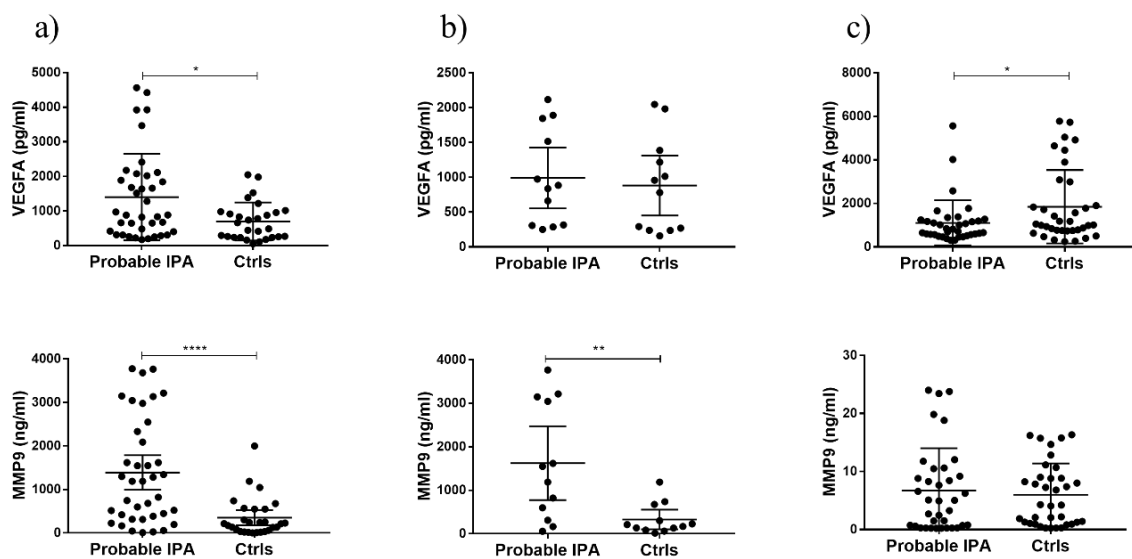 a)
b)
c)
VEGFA (pg/ml)
5000
4000
3000
2000
1000
0
*
Probable IPA Ctrls
VEGFA (pg/ml)
2500
2000
1500
1000
500
0
Probable IPA Ctrls
VEGFA (pg/ml)
8000
6000
4000
2000
0
*
Probable IPA Ctrls
MMP9 (ng/ml)
4000
3000
2000
1000
0
****
Probable IPA Ctrls
MMP9 (ng/ml)
4000
3000
2000
1000
0
**
Probable IPA Ctrls
MMP9 (ng/ml)
30
20
10
0
Probable IPA Ctrls